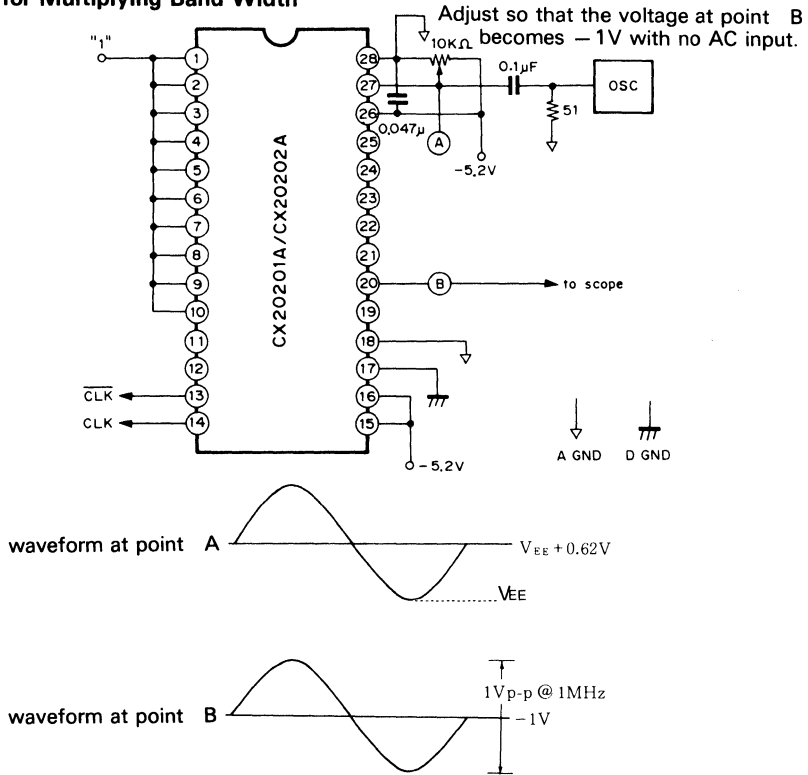 for Multiplying Band Width
Adjust so that the voltage at point B
becomes −1V with no AC input.
"1"
10KΩ
0.1μF
OSC
51
0.047μ
A
-5.2V
1
2
3
4
5
6
7
8
9
10
11
12
13
14
CX20201A/CX20202A
28
27
26
25
24
23
22
21
20
19
18
17
16
15
B
to scope
CLK
CLK
-5.2V
A GND
D GND
waveform at point A
VEE+0.62V
VEE
waveform at point B
1Vp-p @ 1MHz
−1V